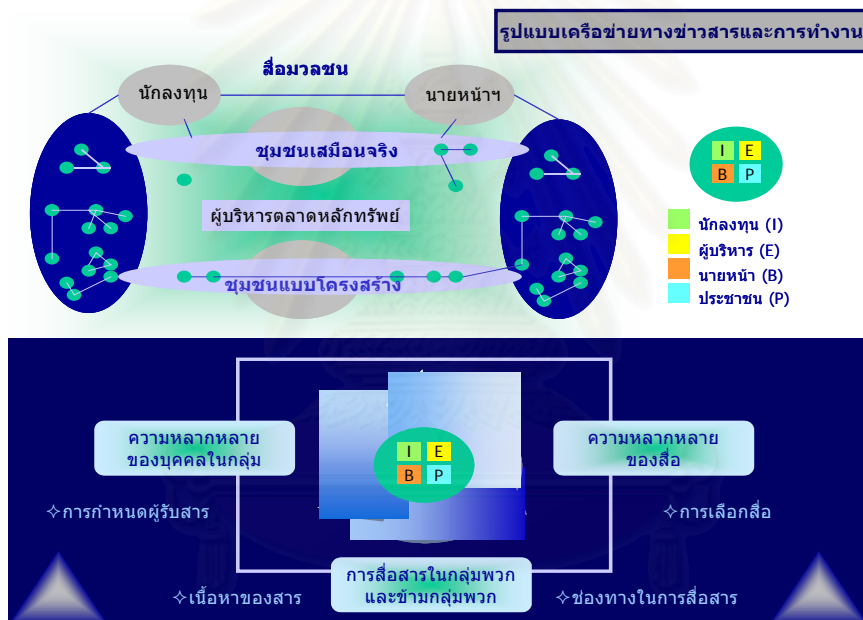 รูปแบบเครือข่ายทางข่าวสารและการทำงาน
สื่อมวลชน
นักลงทุน
นายหน้าฯ
ชุมชนเสมือนจริง
ผู้บริหารตลาดหลักทรัพย์
ชุมชนแบบโครงสร้าง
I E
B P
นักลงทุน (I)
ผู้บริหาร (E)
นายหน้า (B)
ประชาชน (P)
ความหลากหลาย
ของบุคคลในกลุ่ม
I E
B P
ความหลากหลาย
ของสื่อ
✧การกำหนดผู้รับสาร
✧การเลือกสื่อ
การสื่อสารในกลุ่มพวก
และข้ามกลุ่มพวก
✧เนื้อหาของสาร
✧ช่องทางในการสื่อสาร